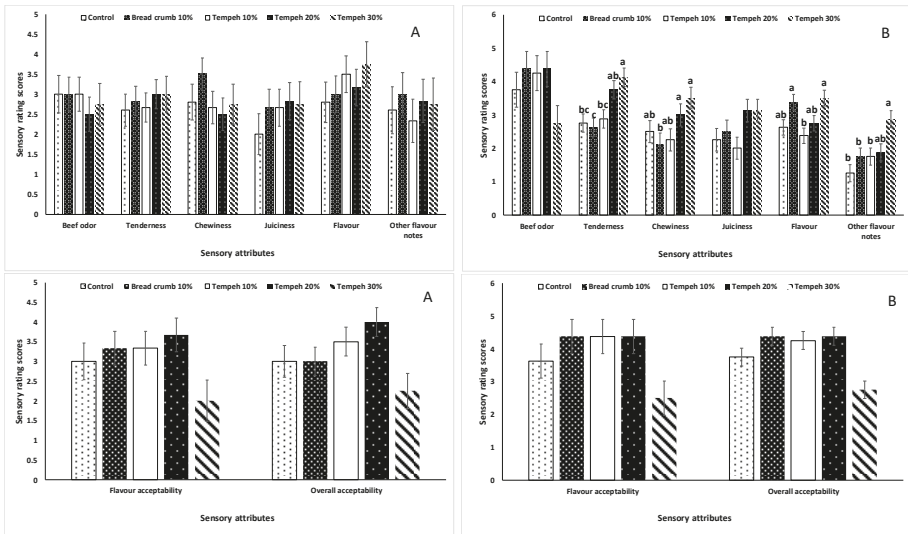 Control Bread crumb 10% Tempeh 10% Tempeh 20% Tempeh 30%
A
Sensory rating scores
5
4.5
4
3.5
3
2.5
2
1.5
1
0.5
0
Beef odor Tenderness Chewiness Juiciness Flavour Other flavour notes
Sensory attributes
Control Bread crumb 10% Tempeh 10% Tempeh 20% Tempeh 30%
B
Sensory rating scores
6
5
4
3
2
1
0
bc c bc ab a
ab b ab a a
ab a b ab a
b b b ab a
Beef odor Tenderness Chewiness Juiciness Flavour Other flavour notes
Sensory attributes
Control Bread crumb 10% Tempeh 10% Tempeh 20% Tempeh 30%
A
Sensory rating scores
5
4.5
4
3.5
3
2.5
2
1.5
1
0.5
0
Flavour acceptability Overall acceptability
Sensory attributes
Control Bread crumb 10% Tempeh 10% Tempeh 20% Tempeh 30%
B
Sensory rating scores
6
5
4
3
2
1
0
Flavour acceptability Overall acceptability
Sensory attributes